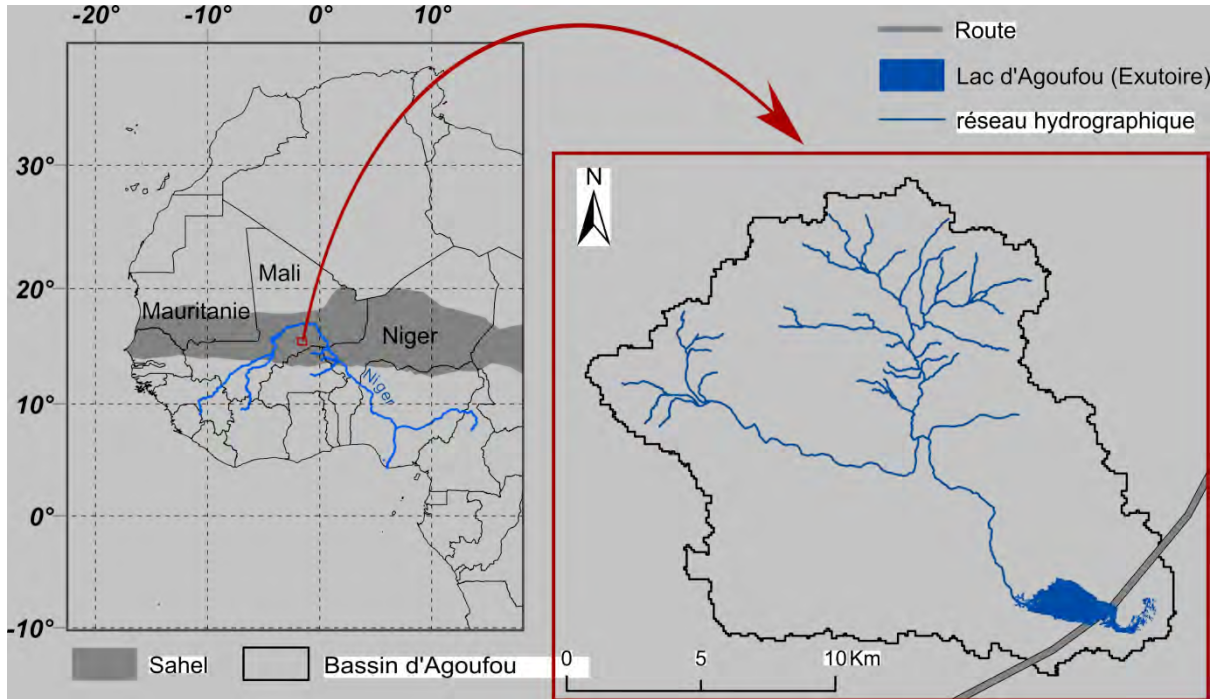 -20° -10° 0° 10°
Route
Lac d'Agoufou (Exutoire)
réseau hydrographique
30°
N
20°
Mali
Mauritanie
Niger
Niger
10°
0°
-10°
Sahel
Bassin d'Agoufou
0 5 10 Km